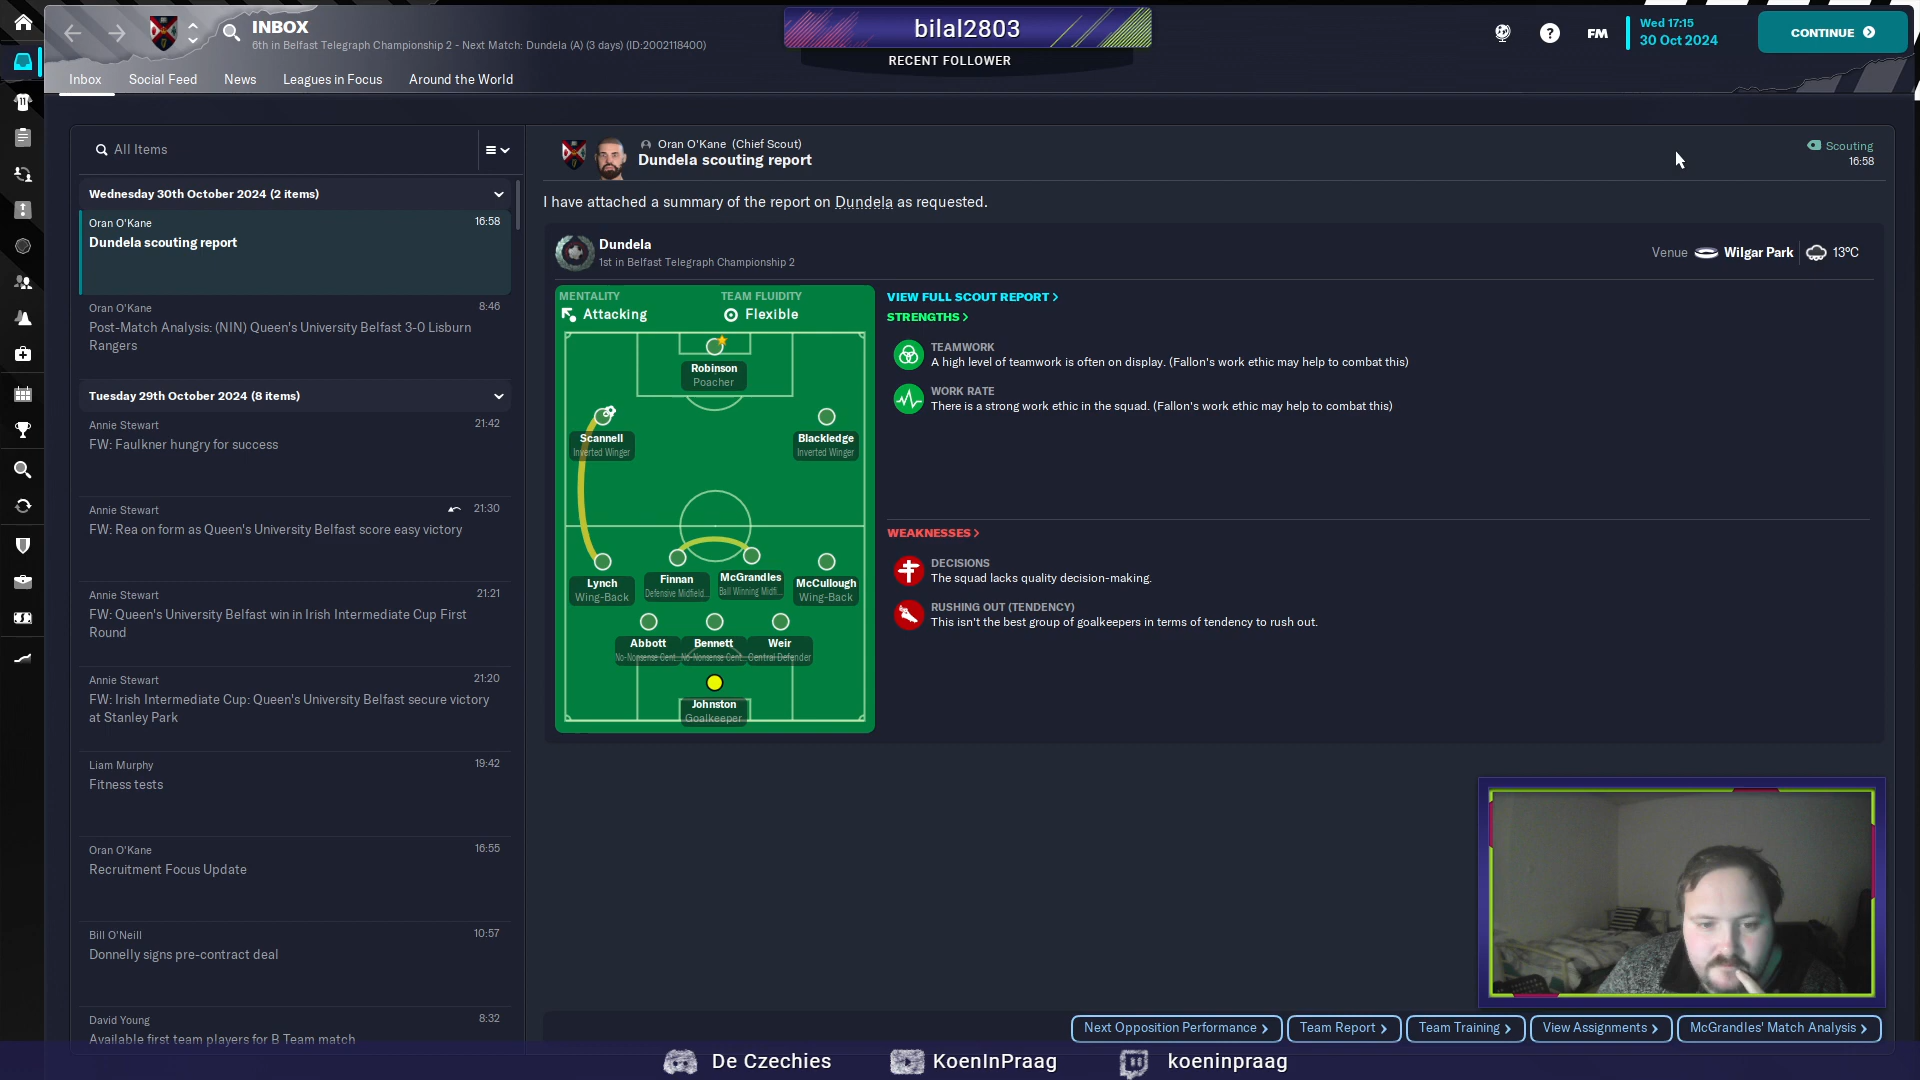 INBOX
6th in Belfast Telegraph Championship 2 - Next Match: Dundela (A) (3 days) (ID:2002118400)
bilal2803
RECENT FOLLOWER
FM
Wed 17:15
30 Oct 2024
CONTINUE
Inbox
Social Feed
News
Leagues in Focus
Around the World
All Items
Wednesday 30th October 2024 (2 items)
Oran O'Kane
16:58
Dundela scouting report
Oran O'Kane
8:46
Post-Match Analysis: (NIN) Queen's University Belfast 3-0 Lisburn
Rangers
Tuesday 29th October 2024 (8 items)
Annie Stewart
21:42
FW: Faulkner hungry for success
Annie Stewart
21:30
FW: Rea on form as Queen's University Belfast score easy victory
Annie Stewart
21:21
FW: Queen's University Belfast win in Irish Intermediate Cup First
Round
Annie Stewart
21:20
FW: Irish Intermediate Cup: Queen's University Belfast secure victory
at Stanley Park
Liam Murphy
19:42
Fitness tests
Oran O'Kane
16:55
Recruitment Focus Update
Bill O'Neill
10:57
Donnelly signs pre-contract deal
David Young
8:32
Available first team players for B Team match
Oran O'Kane (Chief Scout)
Dundela scouting report
Scouting
16:58
I have attached a summary of the report on Dundela as requested.
Dundela
1st in Belfast Telegraph Championship 2
Venue
Wilgar Park
13°C
MENTALITY
Attacking
TEAM FLUIDITY
Flexible
Robinson
Poacher
Scannell
Inverted Winger
Blackledge
Inverted Winger
Lynch
Wing-Back
Finnan
Defensive Midfield...
McGrandles
Ball Winning Midfi...
McCullough
Wing-Back
Abbott
No-Nonsense Cent...
Bennett
No-Nonsense Cent...
Weir
Central Defender
Johnston
Goalkeeper
VIEW FULL SCOUT REPORT
STRENGTHS
TEAMWORK
A high level of teamwork is often on display. (Fallon's work ethic may help to combat this)
WORK RATE
There is a strong work ethic in the squad. (Fallon's work ethic may help to combat this)
WEAKNESSES
DECISIONS
The squad lacks quality decision-making.
RUSHING OUT (TENDENCY)
This isn't the best group of goalkeepers in terms of tendency to rush out.
Next Opposition Performance
Team Report
Team Training
View Assignments
McGrandles' Match Analysis
De Czechies
KoenInPraag
koeninpraag